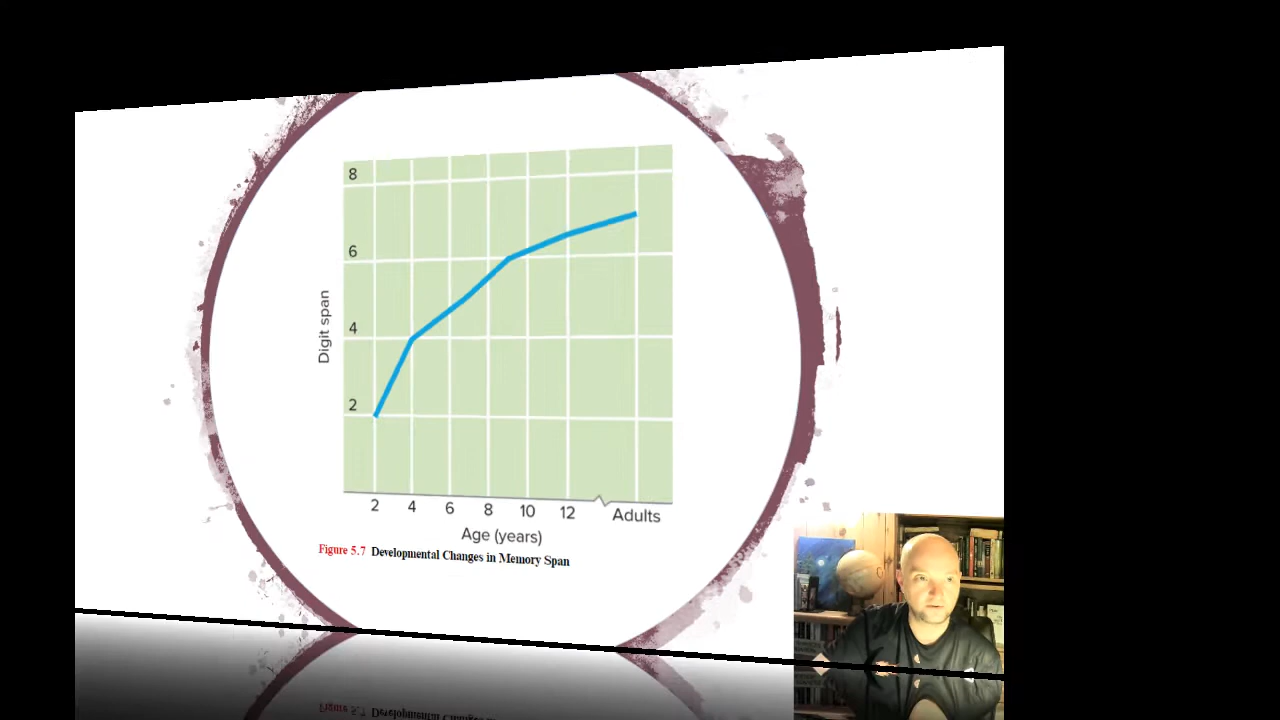 8
6
4
2
Digit span
2 4 6 8 10 12 Adults
Age (years)
Figure 5.7 Developmental Changes in Memory Span